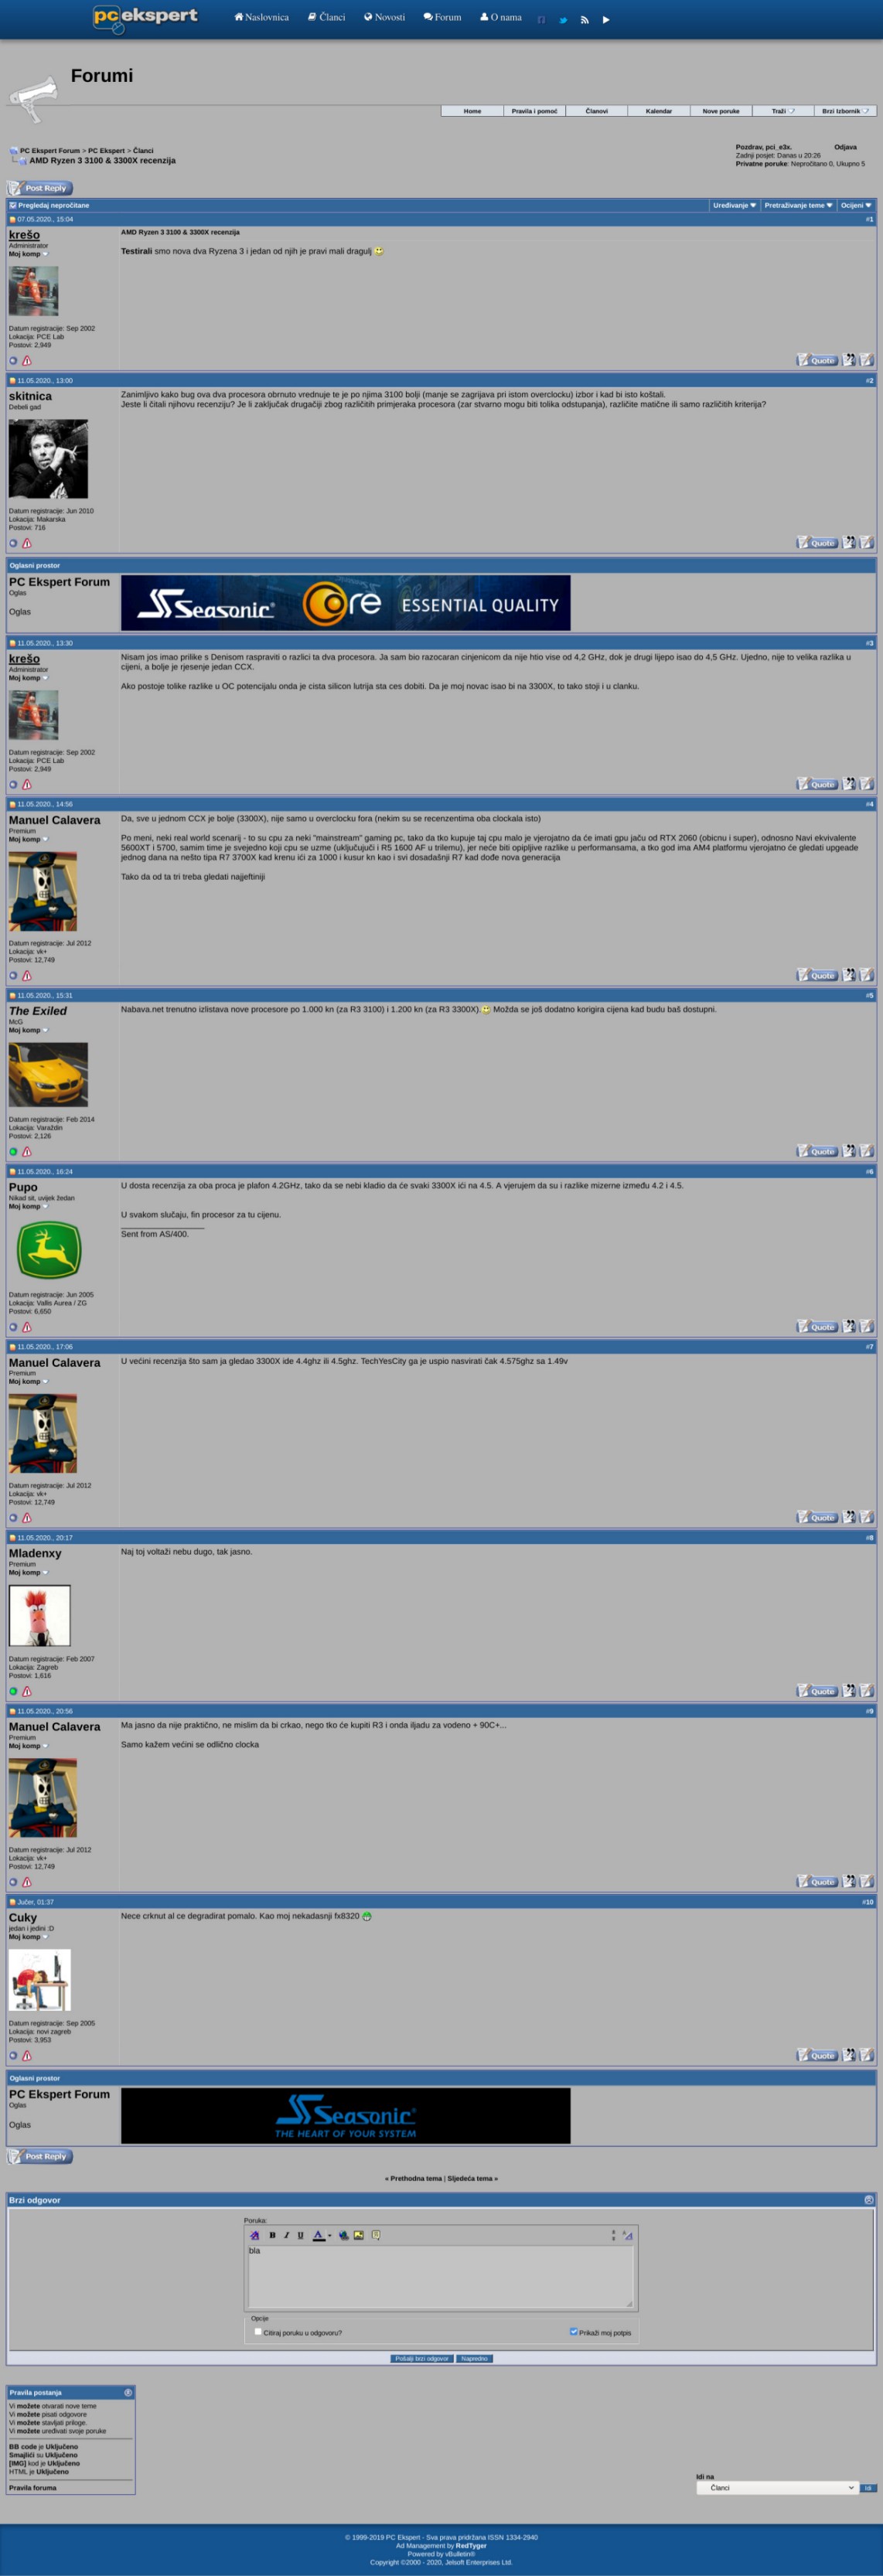 pcekspert
Naslovnica Članci Novosti Forum O nama
Forumi
Home Pravila i pomoć Članovi Kalendar Nove poruke Traži Brzi Izbornik
PC Ekspert Forum > PC Ekspert > Članci
AMD Ryzen 3 3100 & 3300X recenzija
Pozdrav, pci_e3x. Odjava
Zadnji posjet: Danas u 20:26
Privatne poruke: Nepročitano 0, Ukupno 5
Post Reply
Pregledaj nepročitane Uređivanje Pretraživanje teme Ocijeni
07.05.2020., 15:04 #1
krešo
Administrator
Moj komp
Datum registracije: Sep 2002
Lokacija: PCE Lab
Postovi: 2,949
AMD Ryzen 3 3100 & 3300X recenzija
Testirali smo nova dva Ryzena 3 i jedan od njih je pravi mali dragulj
Quote
11.05.2020., 13:00 #2
skitnica
Debeli gad
Datum registracije: Jun 2010
Lokacija: Makarska
Postovi: 716
Zanimljivo kako bug ova dva procesora obrnuto vrednuje te je po njima 3100 bolji (manje se zagrijava pri istom overclocku) izbor i kad bi isto koštali.
Jeste li čitali njihovu recenziju? Je li zaključak drugačiji zbog različitih primjeraka procesora (zar stvarno mogu biti tolika odstupanja), različite matične ili samo različitih kriterija?
Quote
Oglasni prostor
PC Ekspert Forum
Oglas
Oglas
Seasonic Core ESSENTIAL QUALITY
11.05.2020., 13:30 #3
krešo
Administrator
Moj komp
Datum registracije: Sep 2002
Lokacija: PCE Lab
Postovi: 2,949
Nisam jos imao prilike s Denisom raspraviti o razlici ta dva procesora. Ja sam bio razocaran cinjenicom da nije htio vise od 4,2 GHz, dok je drugi lijepo isao do 4,5 GHz. Ujedno, nije to velika razlika u
cijeni, a bolje je rjesenje jedan CCX.
Ako postoje tolike razlike u OC potencijalu onda je cista silicon lutrija sta ces dobiti. Da je moj novac isao bi na 3300X, to tako stoji i u clanku.
Quote
11.05.2020., 14:56 #4
Manuel Calavera
Premium
Moj komp
Datum registracije: Jul 2012
Lokacija: vk+
Postovi: 12,749
Da, sve u jednom CCX je bolje (3300X), nije samo u overclocku fora (nekim su se recenzentima oba clockala isto)
Po meni, neki real world scenarij - to su cpu za neki "mainstream" gaming pc, tako da tko kupuje taj cpu malo je vjerojatno da će imati gpu jaču od RTX 2060 (obicnu i super), odnosno Navi ekvivalente
5600XT i 5700, samim time je svejedno koji cpu se uzme (uključujuči i R5 1600 AF u trilemu), jer neće biti opipljive razlike u performansama, a tko god ima AM4 platformu vjerojatno će gledati upgeade
jednog dana na nešto tipa R7 3700X kad krenu ići za 1000 i kusur kn kao i svi dosadašnji R7 kad dođe nova generacija
Tako da od ta tri treba gledati najjeftiniji
Quote
11.05.2020., 15:31 #5
The Exiled
McG
Moj komp
Datum registracije: Feb 2014
Lokacija: Varaždin
Postovi: 2,126
Nabava.net trenutno izlistava nove procesore po 1.000 kn (za R3 3100) i 1.200 kn (za R3 3300X) Možda se još dodatno korigira cijena kad budu baš dostupni.
Quote
11.05.2020., 16:24 #6
Pupo
Nikad sit, uvijek žedan
Moj komp
Datum registracije: Jun 2005
Lokacija: Vallis Aurea / ZG
Postovi: 6,650
U dosta recenzija za oba proca je plafon 4.2GHz, tako da se nebi kladio da će svaki 3300X ići na 4.5. A vjerujem da su i razlike mizerne između 4.2 i 4.5.
U svakom slučaju, fin procesor za tu cijenu.
Sent from AS/400.
Quote
11.05.2020., 17:06 #7
Manuel Calavera
Premium
Moj komp
Datum registracije: Jul 2012
Lokacija: vk+
Postovi: 12,749
U većini recenzija što sam ja gledao 3300X ide 4.4ghz ili 4.5ghz. TechYesCity ga je uspio nasvirati čak 4.575ghz sa 1.49v
Quote
11.05.2020., 20:17 #8
Mladenxy
Premium
Moj komp
Datum registracije: Feb 2007
Lokacija: Zagreb
Postovi: 1,616
Naj toj voltaži nebu dugo, tak jasno.
Quote
11.05.2020., 20:56 #9
Manuel Calavera
Premium
Moj komp
Datum registracije: Jul 2012
Lokacija: vk+
Postovi: 12,749
Ma jasno da nije praktično, ne mislim da bi crkao, nego tko će kupiti R3 i onda iljadu za vodeno + 90C+...
Samo kažem većini se odlično clocka
Quote
Jučer, 01:37 #10
Cuky
jedan i jedini :D
Moj komp
Datum registracije: Sep 2005
Lokacija: novi zagreb
Postovi: 3,953
Nece crknut al ce degradirat pomalo. Kao moj nekadasnji fx8320
Quote
Oglasni prostor
PC Ekspert Forum
Oglas
Oglas
Seasonic
THE HEART OF YOUR SYSTEM
Post Reply
« Prethodna tema | Sljedeća tema »
Brzi odgovor
Poruka:
B I U A
bla
Opcije
Citiraj poruku u odgovoru? Prikaži moj potpis
Pošalji brzi odgovor Napredno
Pravila postanja
Vi možete otvarati nove teme
Vi možete pisati odgovore
Vi možete stavljati priloge.
Vi možete uređivati svoje poruke
BB code je Uključeno
Smajlići su Uključeno
[IMG] kod je Uključeno
HTML je Uključeno
Pravila foruma
Idi na
Članci Idi
© 1999-2019 PC Ekspert - Sva prava pridržana ISSN 1334-2940
Ad Management by RedTyger
Powered by vBulletin®
Copyright ©2000 - 2020, Jelsoft Enterprises Ltd.